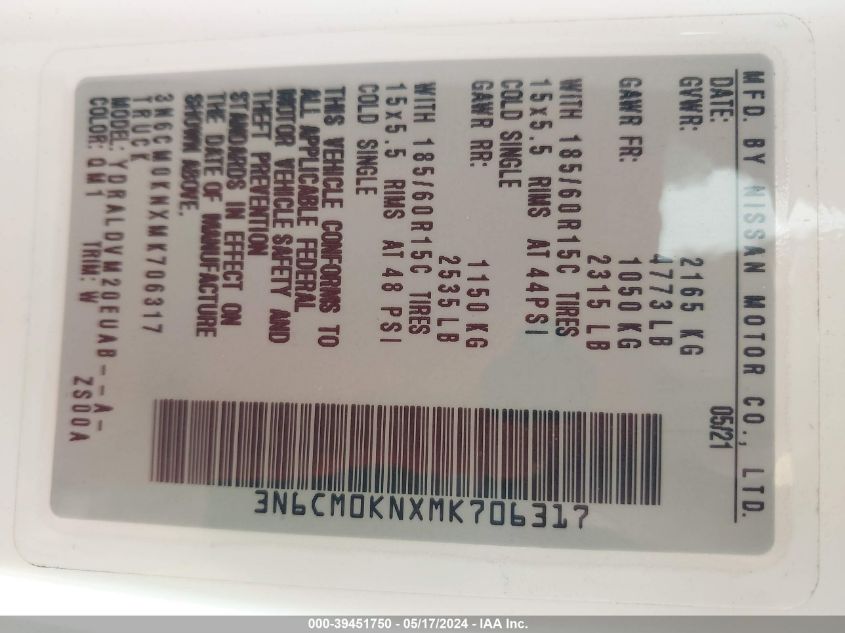 MFD. BY NISSAN MOTOR CO., LTD.
DATE: 05/21
GVWR: 2165 KG
4773LB
GAWR FR: 1050 KG
2315 LB
WITH 185/60R15C TIRES
15x5.5 RIMS AT 44PSI
COLD SINGLE
GAWR RR: 1150 KG
2535 LB
WITH 185/60R15C TIRES
15x5.5 RIMS AT 48 PSI
COLD SINGLE
THIS VEHICLE CONFORMS TO
ALL APPLICABLE FEDERAL
MOTOR VEHICLE SAFETY AND
THEFT PREVENTION
STANDARDS IN EFFECT ON
THE DATE OF MANUFACTURE
SHOWN ABOVE.
3N6CM0KNXMK706317
TRUCK
MODEL: YDRALDYM20EUAB--A-
COLOR: QM1 TRIM: W ZS00A
3N6CM0KNXMK706317
000-39451750 - 05/17/2024 - IAA Inc.